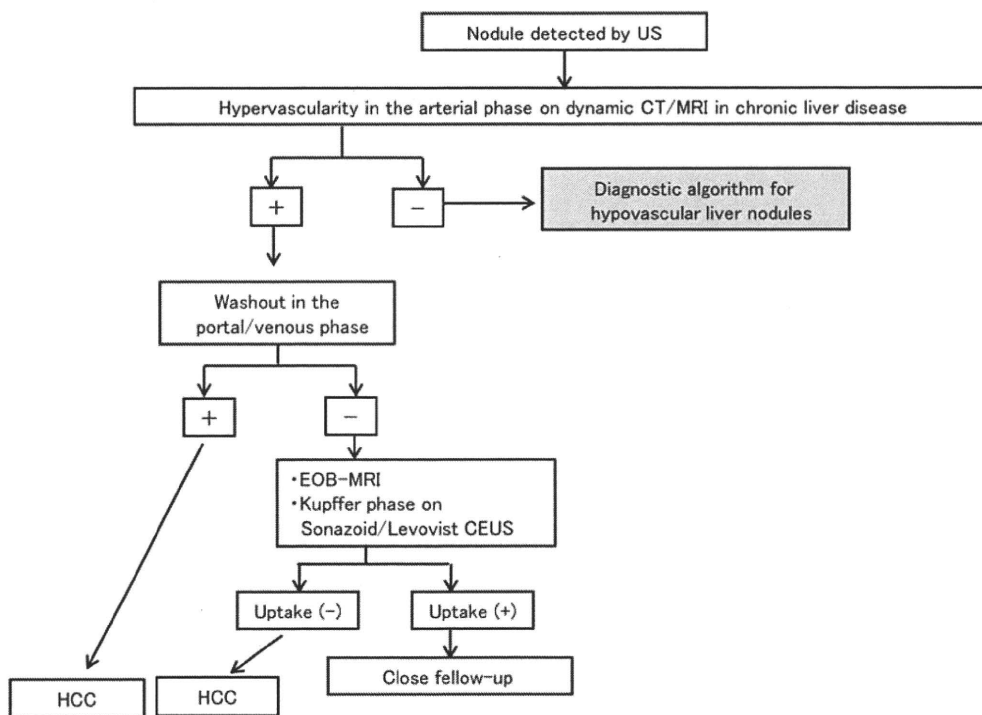 Nodule detected by US
Hypervascularity in the arterial phase on dynamic CT/MRI in chronic liver disease
+
−
Diagnostic algorithm for
hypovascular liver nodules
Washout in the
portal/venous phase
+
−
・EOB-MRI
・Kupffer phase on
Sonazoid/Levovist CEUS
Uptake (-)
Uptake (+)
HCC
HCC
Close fellow-up